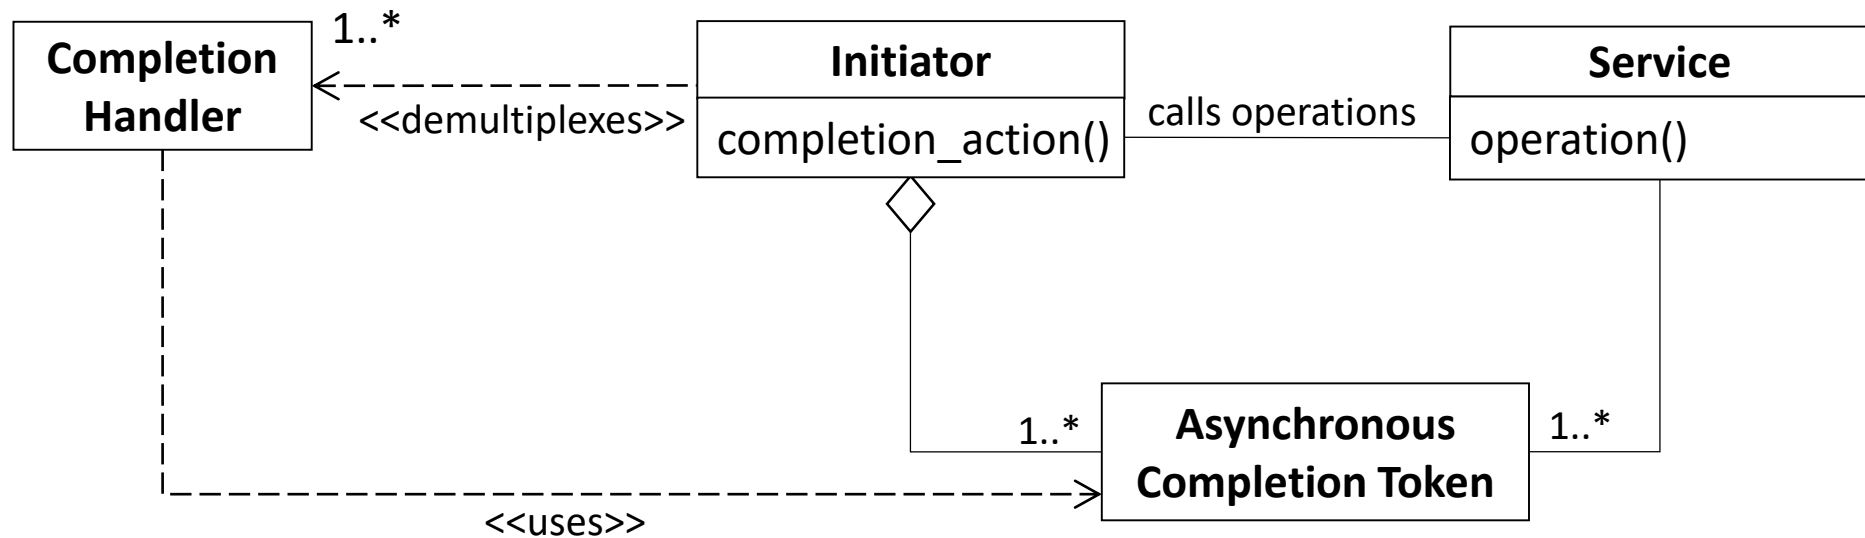 Completion
Handler
1..*
<<demultiplexes>>
Initiator
completion_action()
calls operations
Service
operation()
1..*
Asynchronous
Completion Token
1..*
<<uses>>